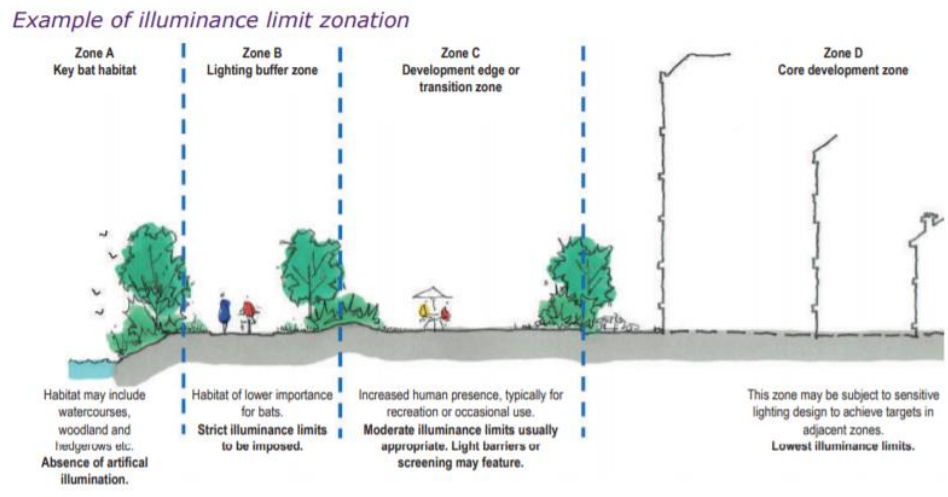 Example of illuminance limit zonation
Zone A
Key bat habitat
Zone B
Lighting buffer zone
Zone C
Development edge or
transition zone
Zone D
Core development zone
Habitat may include
watercourses,
woodland and
hedgerows etc.
Absence of artifical
illumination.
Habitat of lower importance
for bats.
Strict illuminance limits
to be imposed.
Increased human presence, typically for
recreation or occasional use.
Moderate illuminance limits usually
appropriate. Light barriers or
screening may feature.
This zone may be subject to sensitive
lighting design to achieve targets in
adjacent zones.
Lowest illuminance limits.